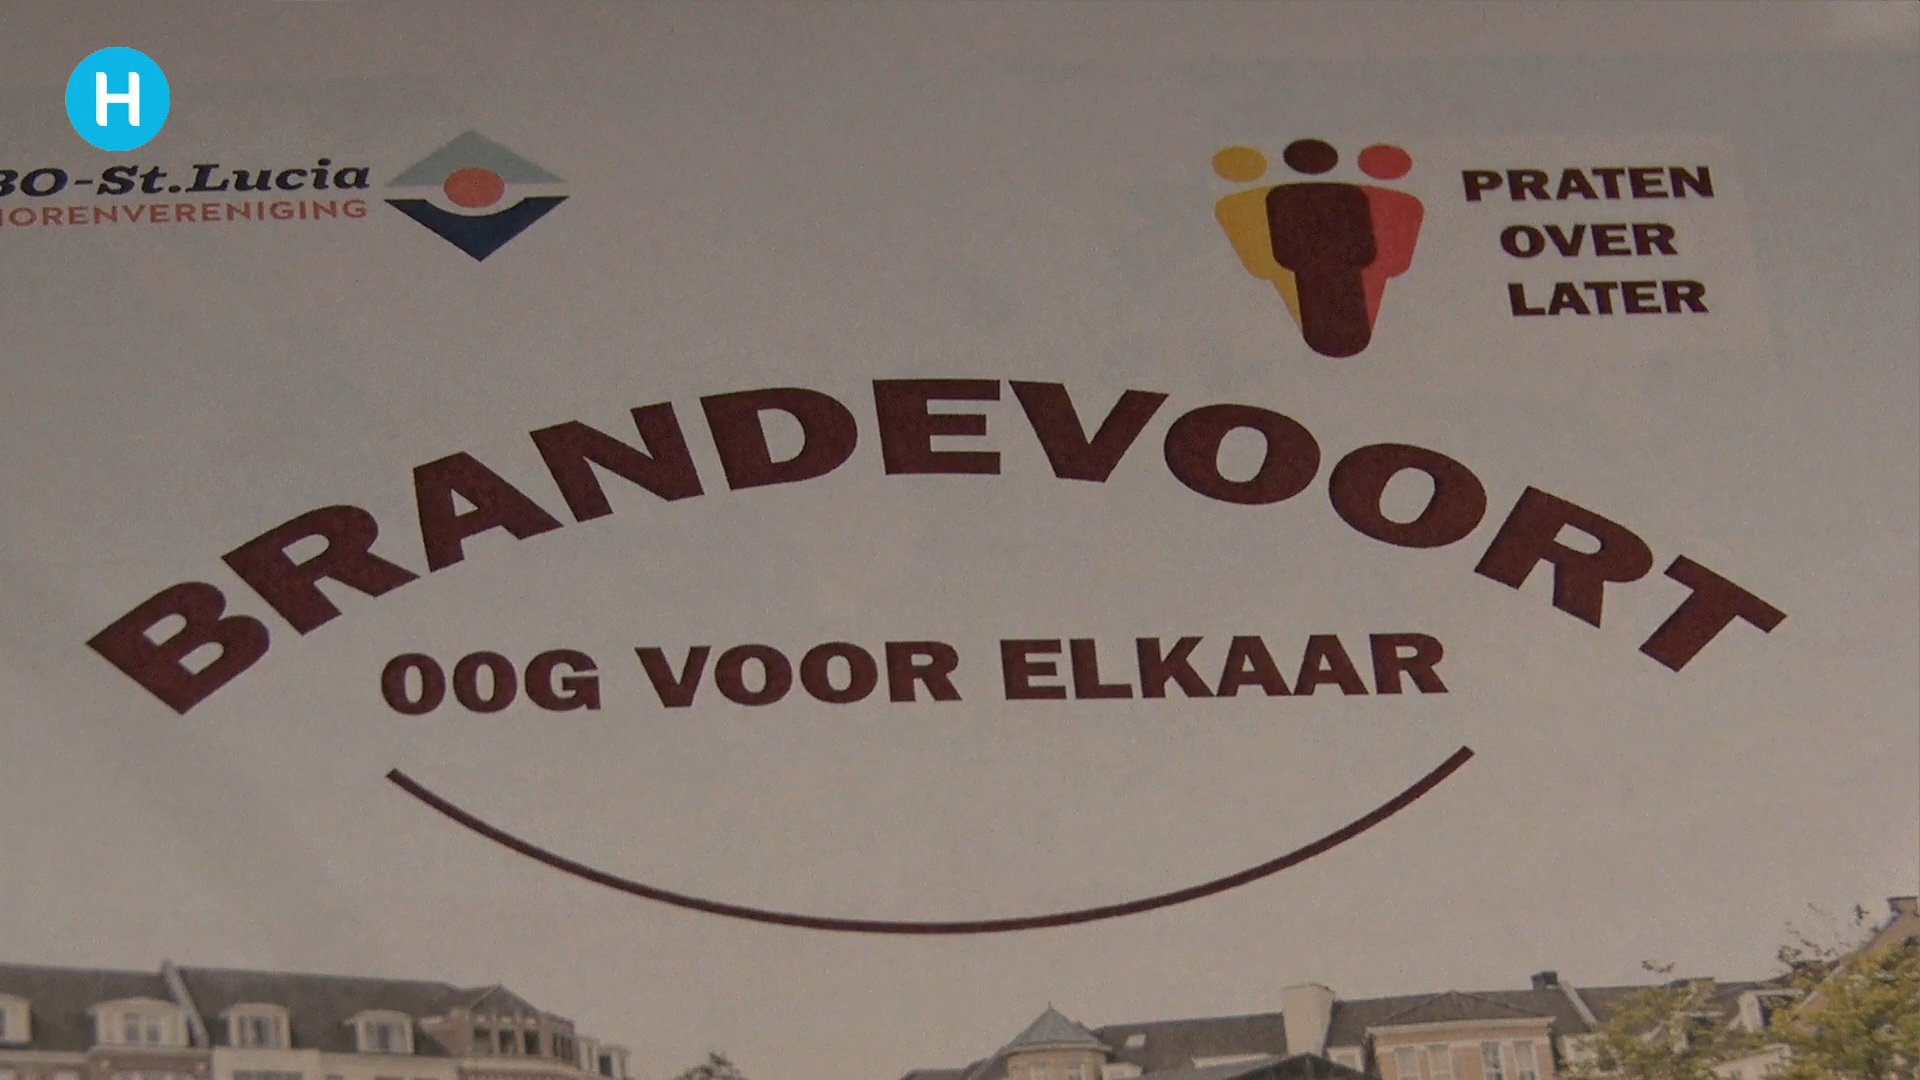 H
BO-St.Lucia
IORENVERENIGING
PRATEN
OVER
LATER
BRANDEVOORT
OOG VOOR ELKAAR